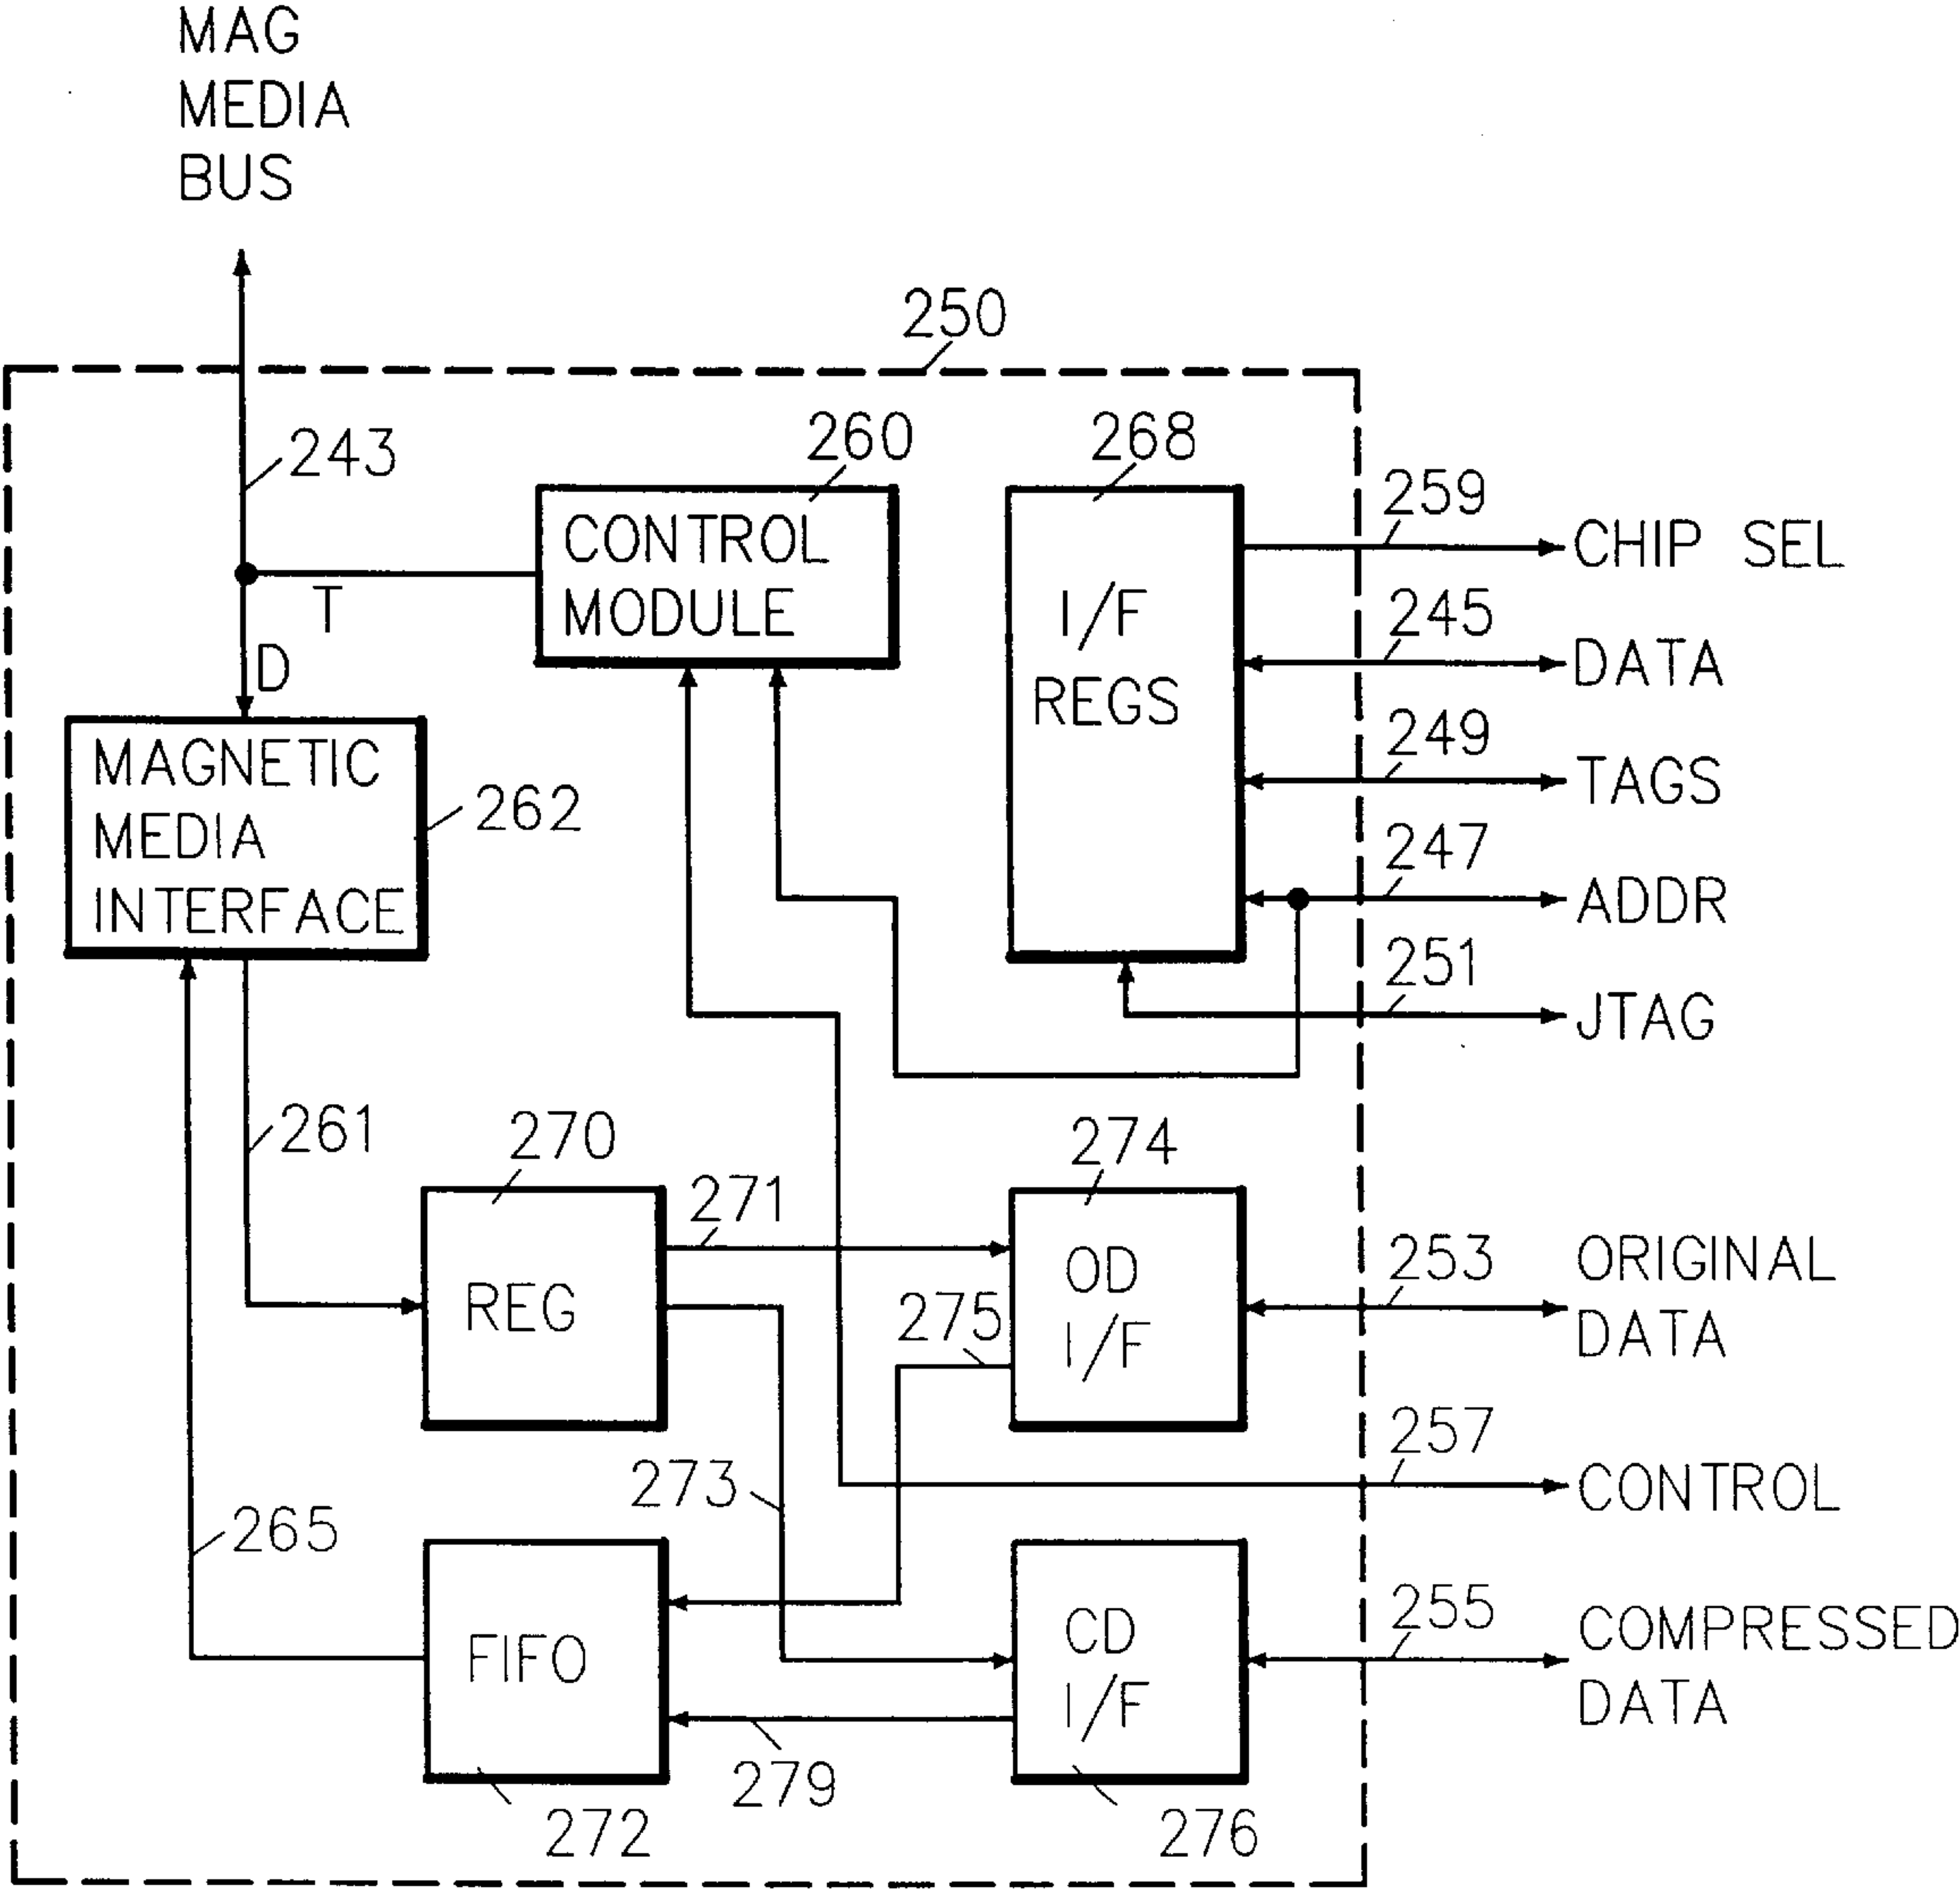 MAG
MEDIA
BUS
250
243
260
268
259
CHIP SEL
CONTROL
MODULE
T
I/F
REGS
245
DATA
D
249
TAGS
MAGNETIC
MEDIA
INTERFACE
262
247
ADDR
251
JTAG
261
270
271
274
REG
OD
I/F
275
253
ORIGINAL
DATA
273
257
CONTROL
265
FIFO
CD
I/F
255
COMPRESSED
DATA
279
272
276